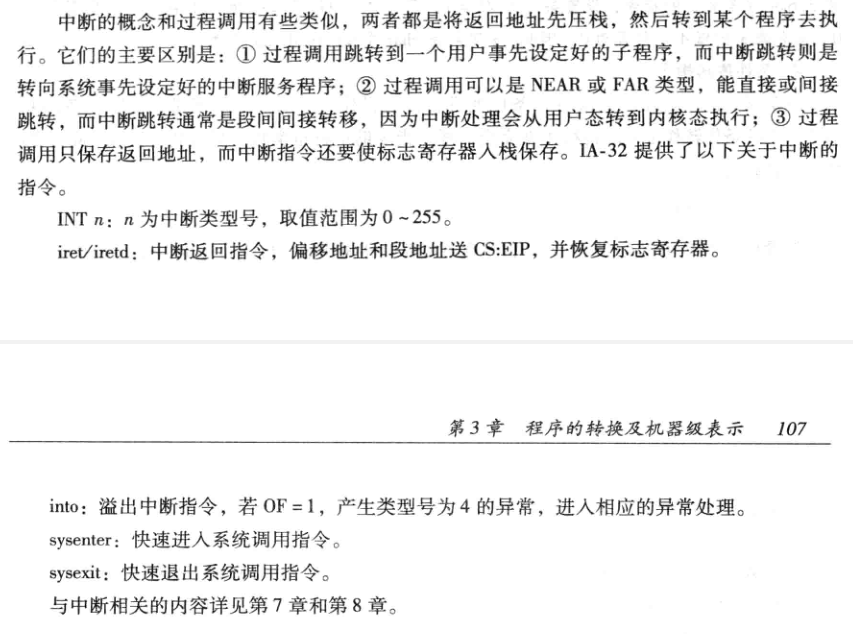 中断的概念和过程调用有些类似，两者都是将返回地址先压栈，然后转到某个程序去执
行。它们的主要区别是：① 过程调用跳转到一个用户事先设定好的子程序，而中断跳转则是
转向系统事先设定好的中断服务程序；② 过程调用可以是 NEAR 或 FAR 类型，能直接或间接
跳转，而中断跳转通常是段间间接转移，因为中断处理会从用户态转到内核态执行；③ 过程
调用只保存返回地址，而中断指令还要使标志寄存器入栈保存。IA-32 提供了以下关于中断的
指令。
INT n：n 为中断类型号，取值范围为 0 ~ 255。
iret/iretd：中断返回指令，偏移地址和段地址送 CS:EIP，并恢复标志寄存器。
第 3 章 程序的转换及机器级表示 107
into：溢出中断指令，若 OF = 1，产生类型号为 4 的异常，进入相应的异常处理。
sysenter：快速进入系统调用指令。
sysexit：快速退出系统调用指令。
与中断相关的内容详见第 7 章和第 8 章。